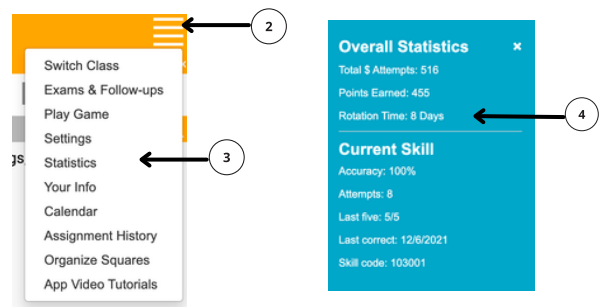 2
Switch Class
Exams & Follow-ups
Play Game
Settings
gs
Statistics
3
Your Info
Calendar
Assignment History
Organize Squares
App Video Tutorials
Overall Statistics ×
Total $ Attempts: 516
Points Earned: 455
Rotation Time: 8 Days
4
Current Skill
Accuracy: 100%
Attempts: 8
Last five: 5/5
Last correct: 12/6/2021
Skill code: 103001